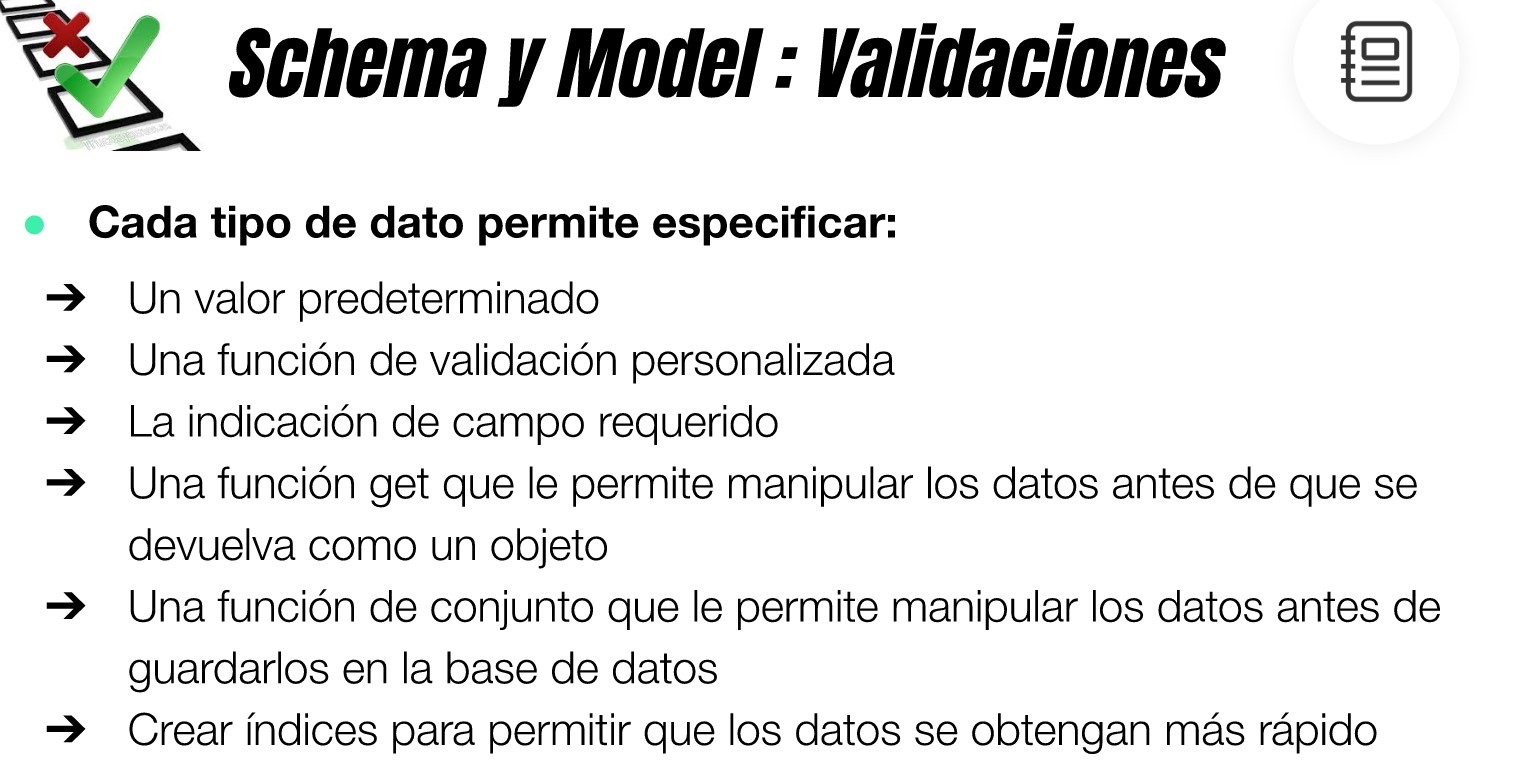 Schema y Model : Validaciones
● Cada tipo de dato permite especificar:
➔ Un valor predeterminado
➔ Una función de validación personalizada
➔ La indicación de campo requerido
➔ Una función get que le permite manipular los datos antes de que se
devuelva como un objeto
➔ Una función de conjunto que le permite manipular los datos antes de
guardarlos en la base de datos
➔ Crear índices para permitir que los datos se obtengan más rápido